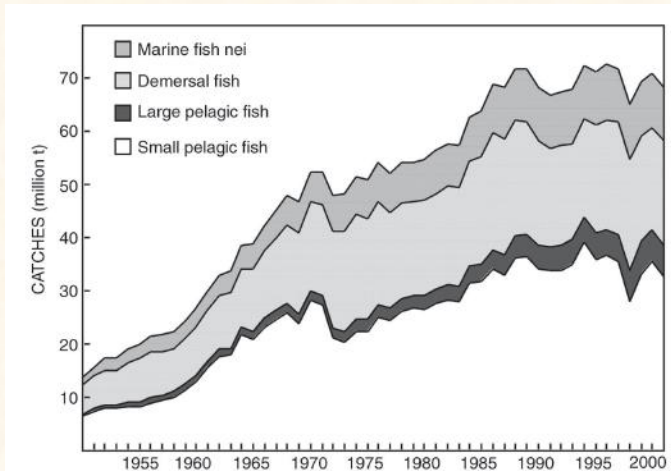 Marine fish nei
Demersal fish
Large pelagic fish
Small pelagic fish
CATCHES (million t)
70
60
50
40
30
20
10
1955 1960 1965 1970 1975 1980 1985 1990 1995 2000